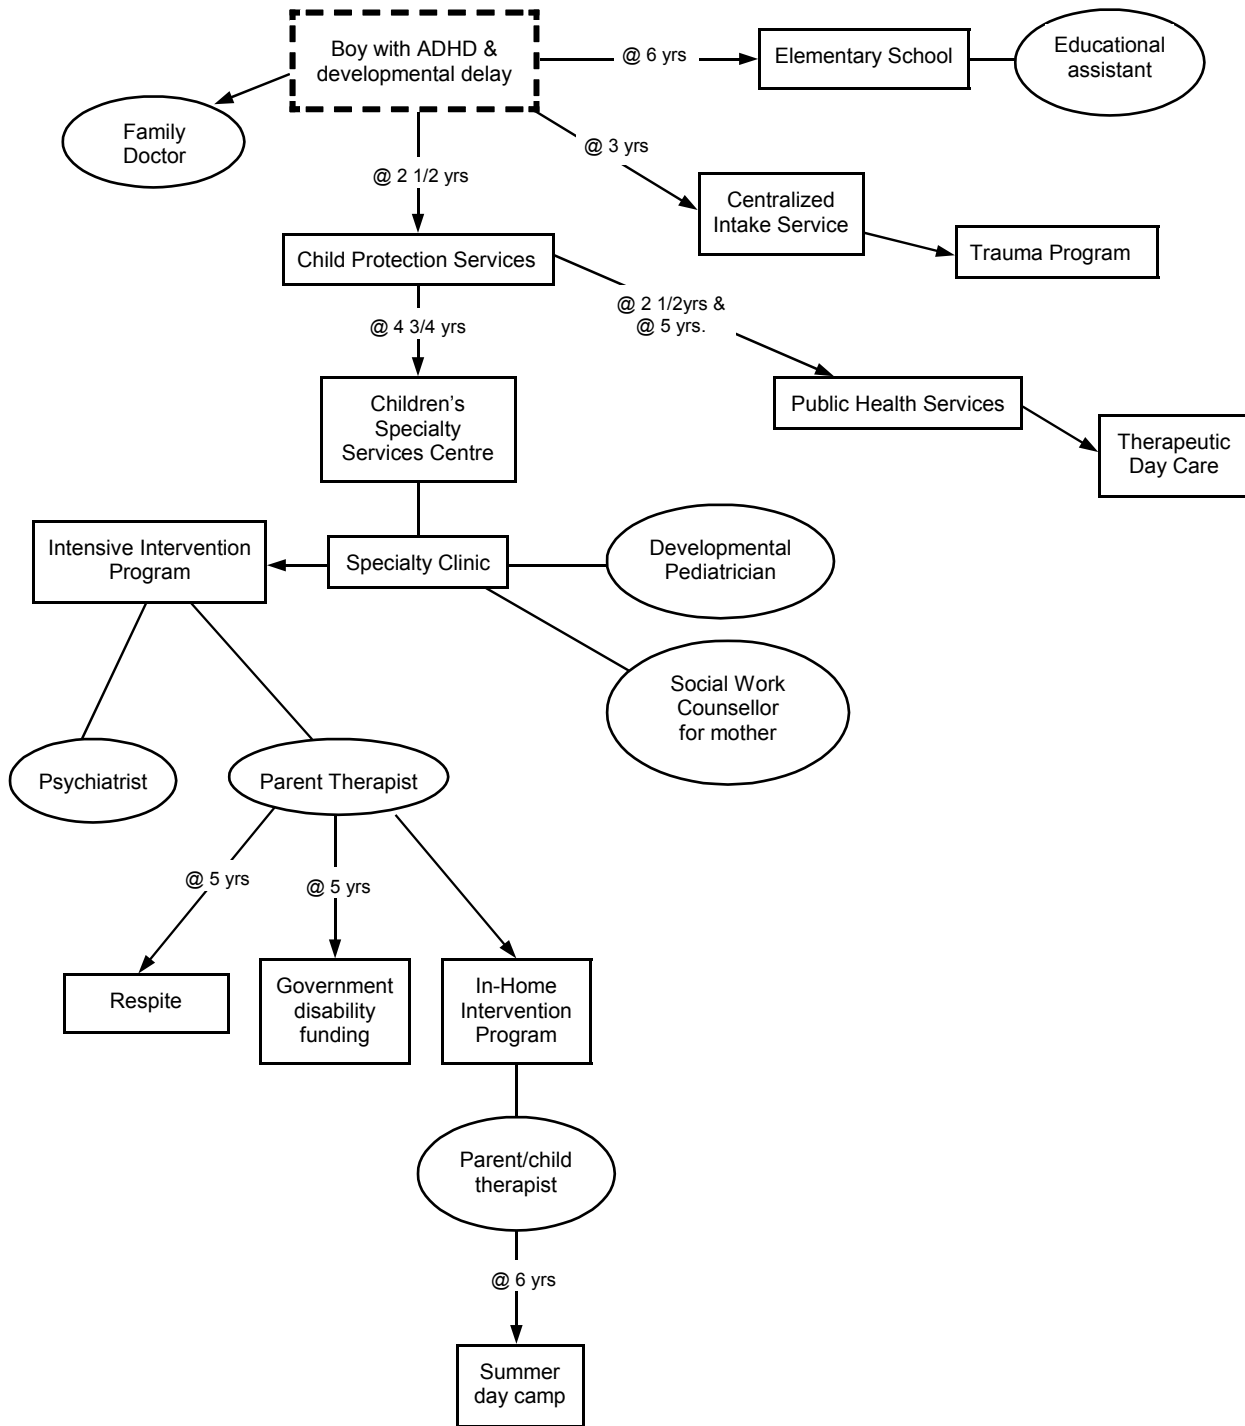 Boy with ADHD &
developmental delay
@ 6 yrs
Elementary School
Educational
assistant
Family
Doctor
@ 2 1/2 yrs
@ 3 yrs
Centralized
Intake Service
Trauma Program
Child Protection Services
@ 2 1/2yrs &
@ 5 yrs.
@ 4 3/4 yrs
Children’s
Specialty
Services Centre
Public Health Services
Therapeutic
Day Care
Intensive Intervention
Program
Specialty Clinic
Developmental
Pediatrician
Social Work
Counsellor
for mother
Psychiatrist
Parent Therapist
@ 5 yrs
@ 5 yrs
Respite
Government
disability
funding
In-Home
Intervention
Program
Parent/child
therapist
@ 6 yrs
Summer
day camp